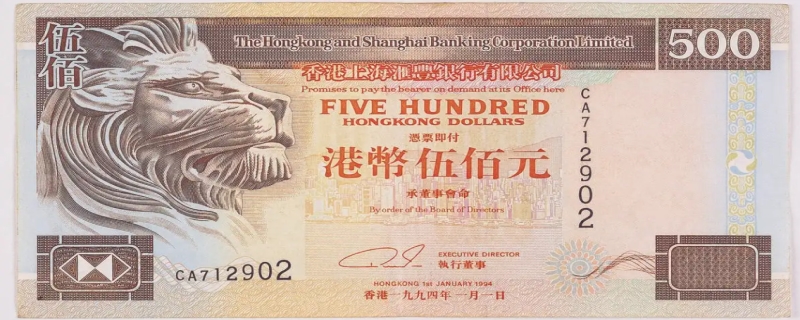 伍佰
The Hongkong and Shanghai Banking Corporation Limited
500
香港上海滙豐銀行有限公司
Promises to pay the bearer on demand at its Office here
FIVE HUNDRED
HONGKONG DOLLARS
憑票即付
港幣伍佰元
承董事會命
By order of the Board of Directors
CA712902
CA712902
EXECUTIVE DIRECTOR
執行董事
HONGKONG 1st JANUARY 1994
香港一九九四年一月一日